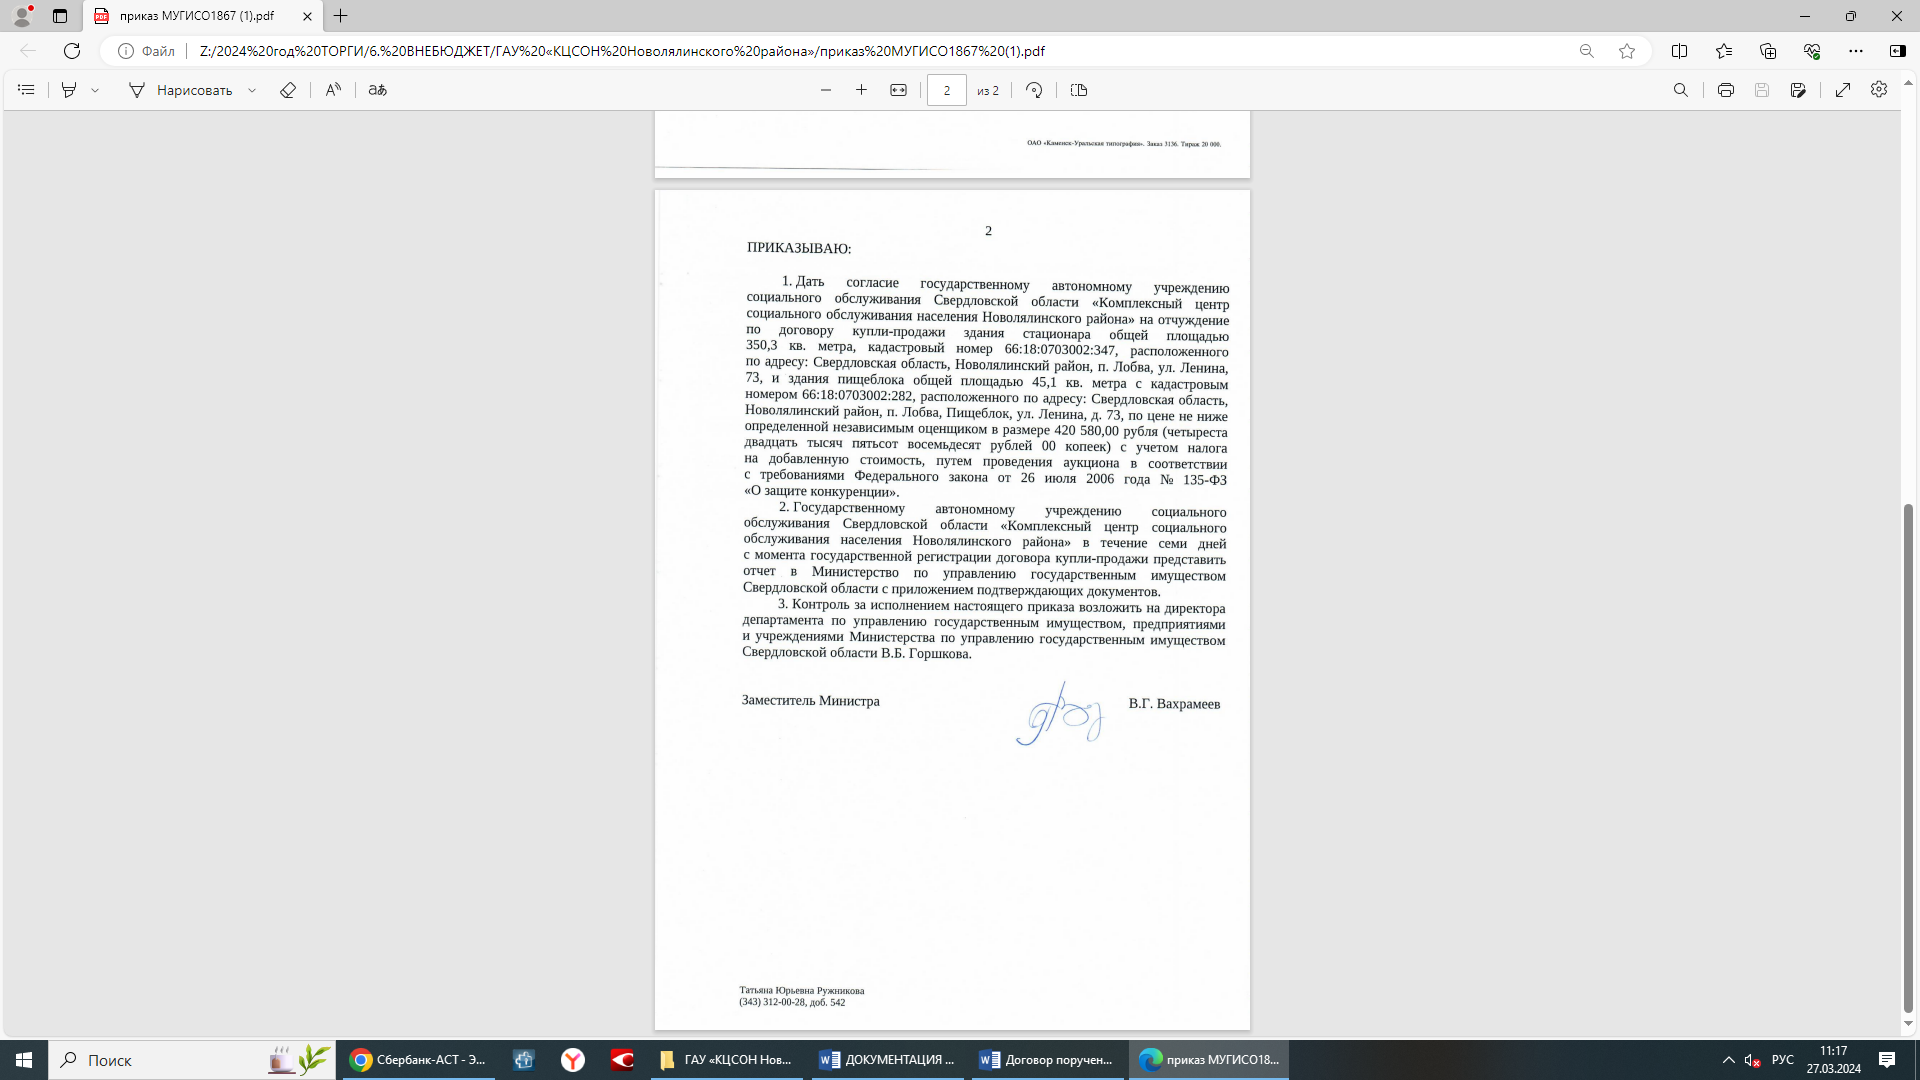 приказ МУГИСО1867 (1).pdf
Файл
Z:/2024%20год%20ТОРГИ/6.%20ВНЕБЮДЖЕТ/ГАУ%20«КЦСОН%20Новолялинского%20района»/приказ%20МУГИСО1867%20(1).pdf
Нарисовать
2 из 2
ОАО «Каменск-Уральская типография». Заказ 3136. Тираж 20 000.
2
ПРИКАЗЫВАЮ:
1. Дать согласие государственному автономному учреждению
социального обслуживания Свердловской области «Комплексный центр
социального обслуживания населения Новолялинского района» на отчуждение
по договору купли-продажи здания стационара общей площадью
350,3 кв. метра, кадастровый номер 66:18:0703002:347, расположенного
по адресу: Свердловская область, Новолялинский район, п. Лобва, ул. Ленина,
73, и здания пищеблока общей площадью 45,1 кв. метра с кадастровым
номером 66:18:0703002:282, расположенного по адресу: Свердловская область,
Новолялинский район, п. Лобва, Пищеблок, ул. Ленина, д. 73, по цене не ниже
определенной независимым оценщиком в размере 420 580,00 рубля (четыреста
двадцать тысяч пятьсот восемьдесят рублей 00 копеек) с учетом налога
на добавленную стоимость, путем проведения аукциона в соответствии
с требованиями Федерального закона от 26 июля 2006 года № 135-ФЗ
«О защите конкуренции».
2. Государственному автономному учреждению социального
обслуживания Свердловской области «Комплексный центр социального
обслуживания населения Новолялинского района» в течение семи дней
с момента государственной регистрации договора купли-продажи представить
отчет в Министерство по управлению государственным имуществом
Свердловской области с приложением подтверждающих документов.
3. Контроль за исполнением настоящего приказа возложить на директора
департамента по управлению государственным имуществом, предприятиями
и учреждениями Министерства по управлению государственным имуществом
Свердловской области В.Б. Горшкова.
Заместитель Министра
В.Г. Вахрамеев
Татьяна Юрьевна Ружникова
(343) 312-00-28, доб. 542
Поиск
Сбербанк-АСТ - Э...
ГАУ «КЦСОН Нов...
ДОКУМЕНТАЦИЯ ...
Договор поручен...
приказ МУГИСО18...
РУС
11:17
27.03.2024